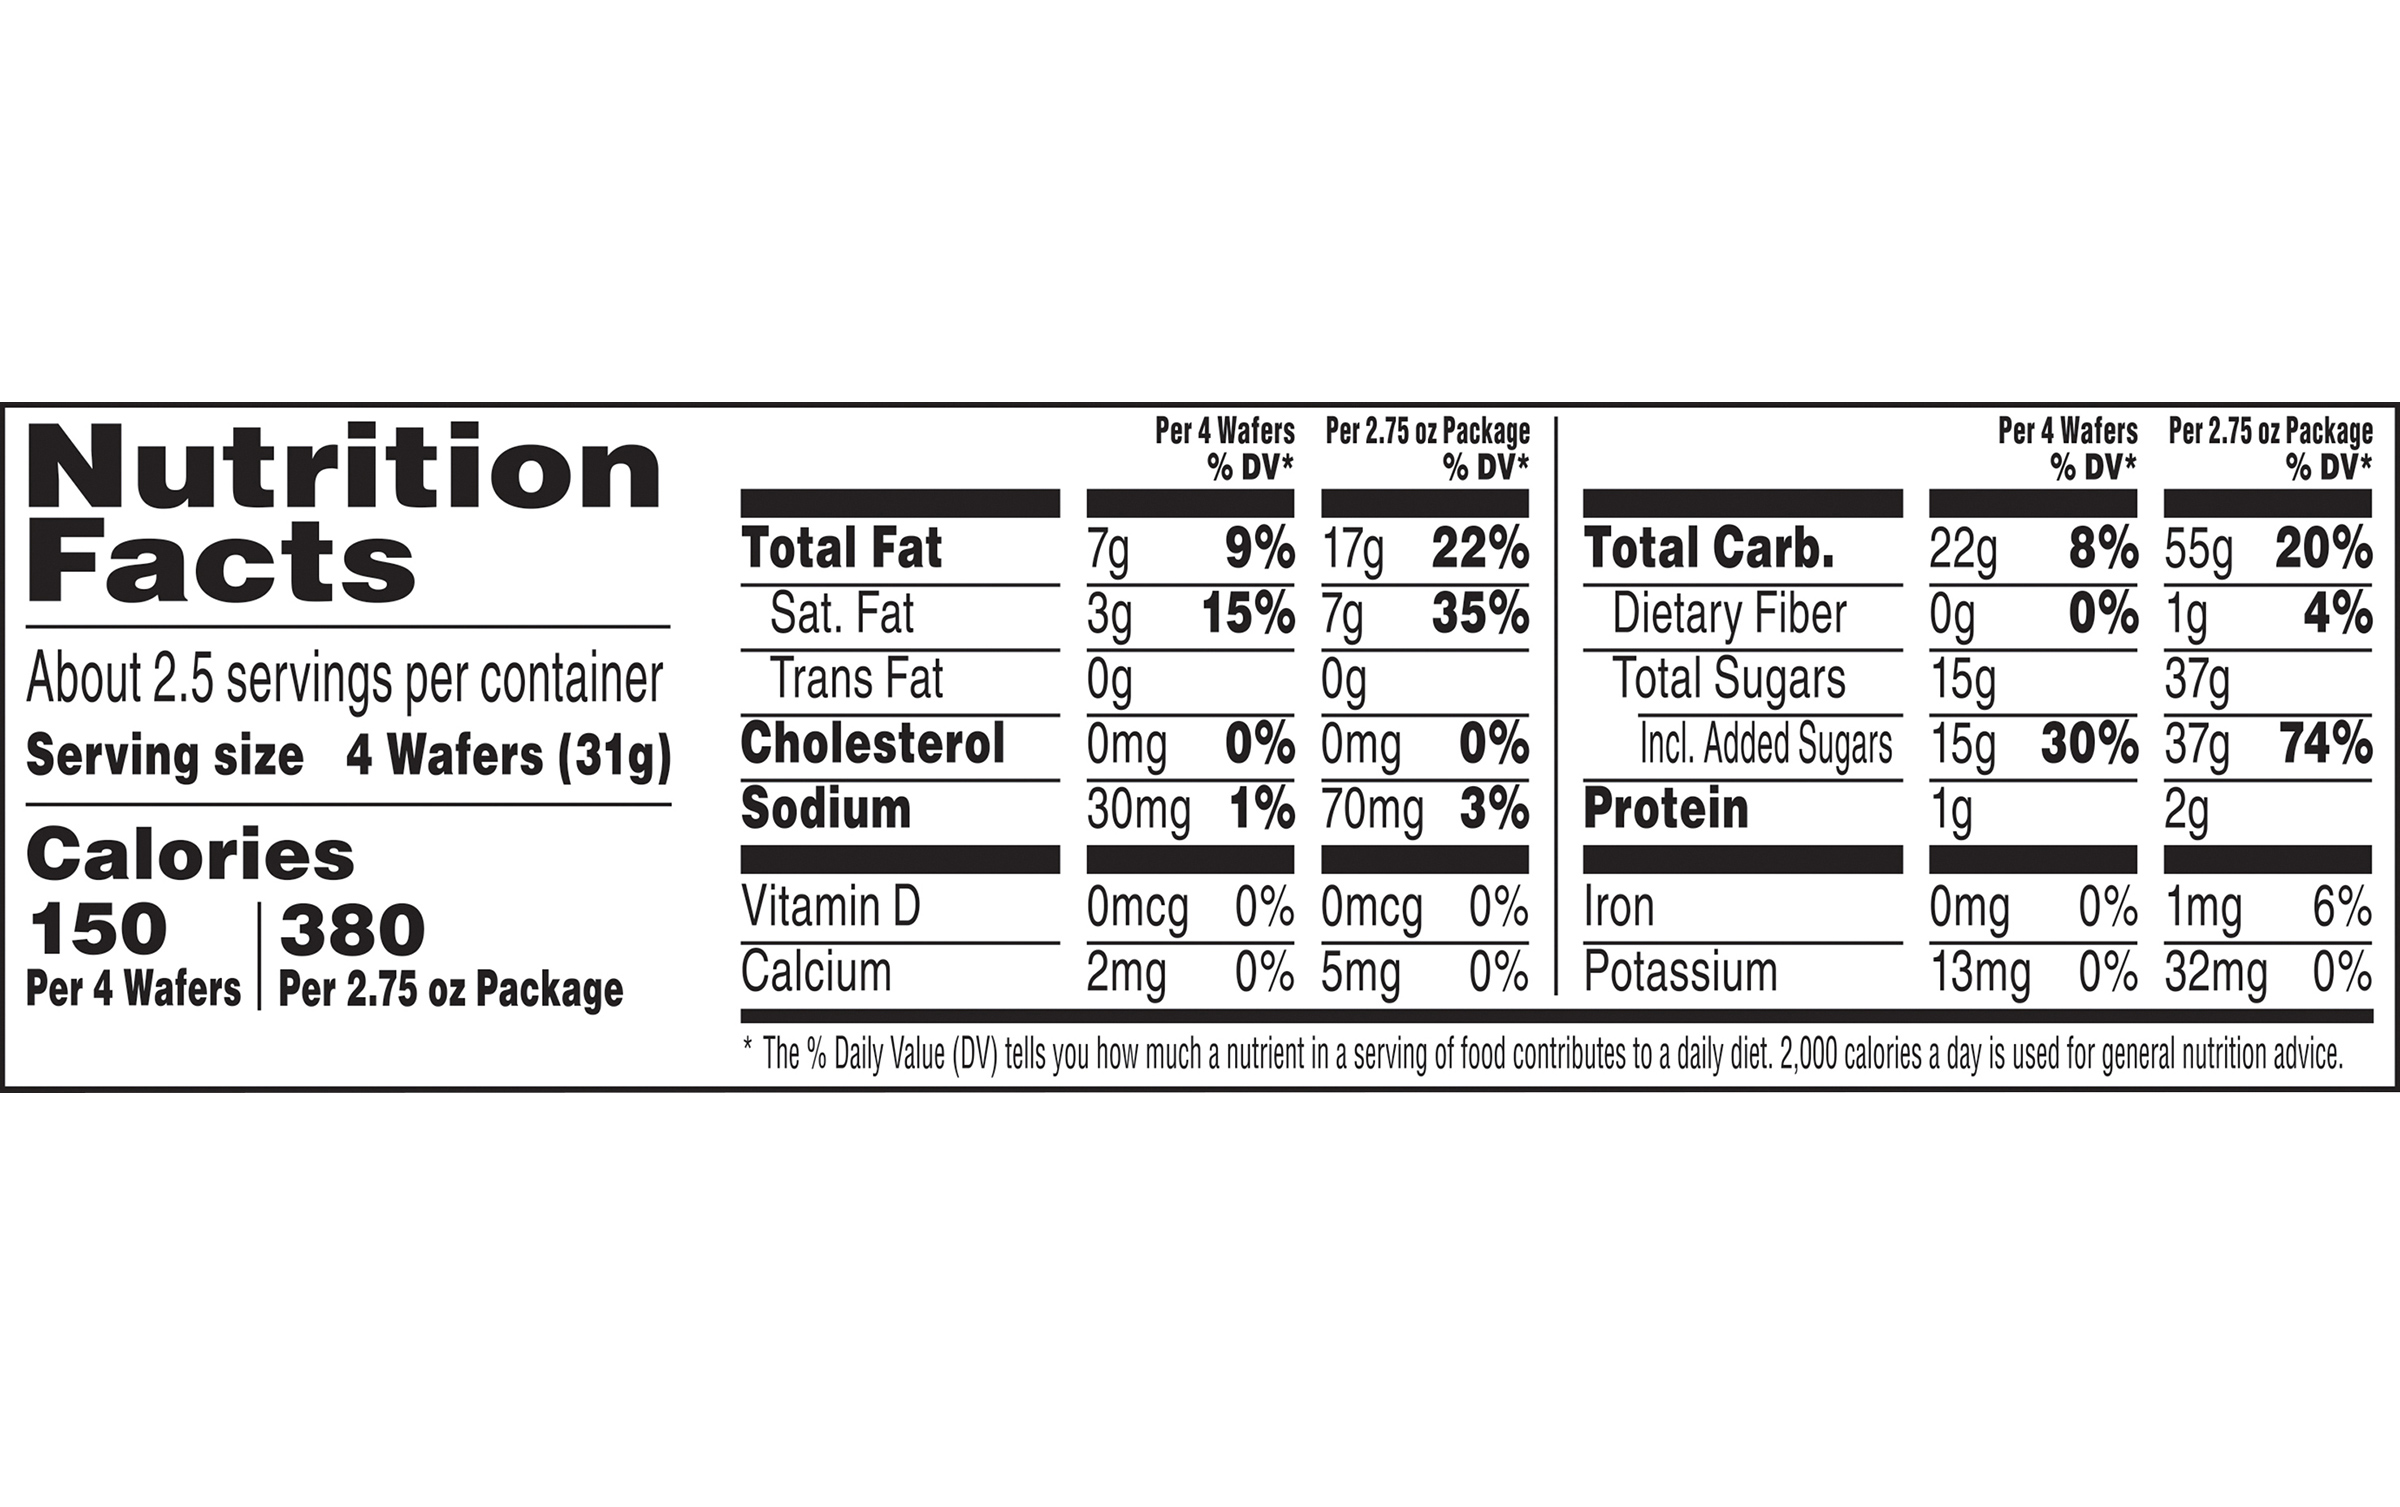 Nutrition
Facts
About 2.5 servings per container
Serving size 4 Wafers (31g)
Calories
150 380
Per 4 Wafers Per 2.75 oz Package
Per 4 Wafers Per 2.75 oz Package
% DV* % DV*
Total Fat 7g 9% 17g 22%
Sat. Fat 3g 15% 7g 35%
Trans Fat 0g 0g
Cholesterol 0mg 0% 0mg 0%
Sodium 30mg 1% 70mg 3%
Vitamin D 0mcg 0% 0mcg 0%
Calcium 2mg 0% 5mg 0%
Per 4 Wafers Per 2.75 oz Package
% DV* % DV*
Total Carb. 22g 8% 55g 20%
Dietary Fiber 0g 0% 1g 4%
Total Sugars 15g 37g
Incl. Added Sugars 15g 30% 37g 74%
Protein 1g 2g
Iron 0mg 0% 1mg 6%
Potassium 13mg 0% 32mg 0%
* The % Daily Value (DV) tells you how much a nutrient in a serving of food contributes to a daily diet. 2,000 calories a day is used for general nutrition advice.